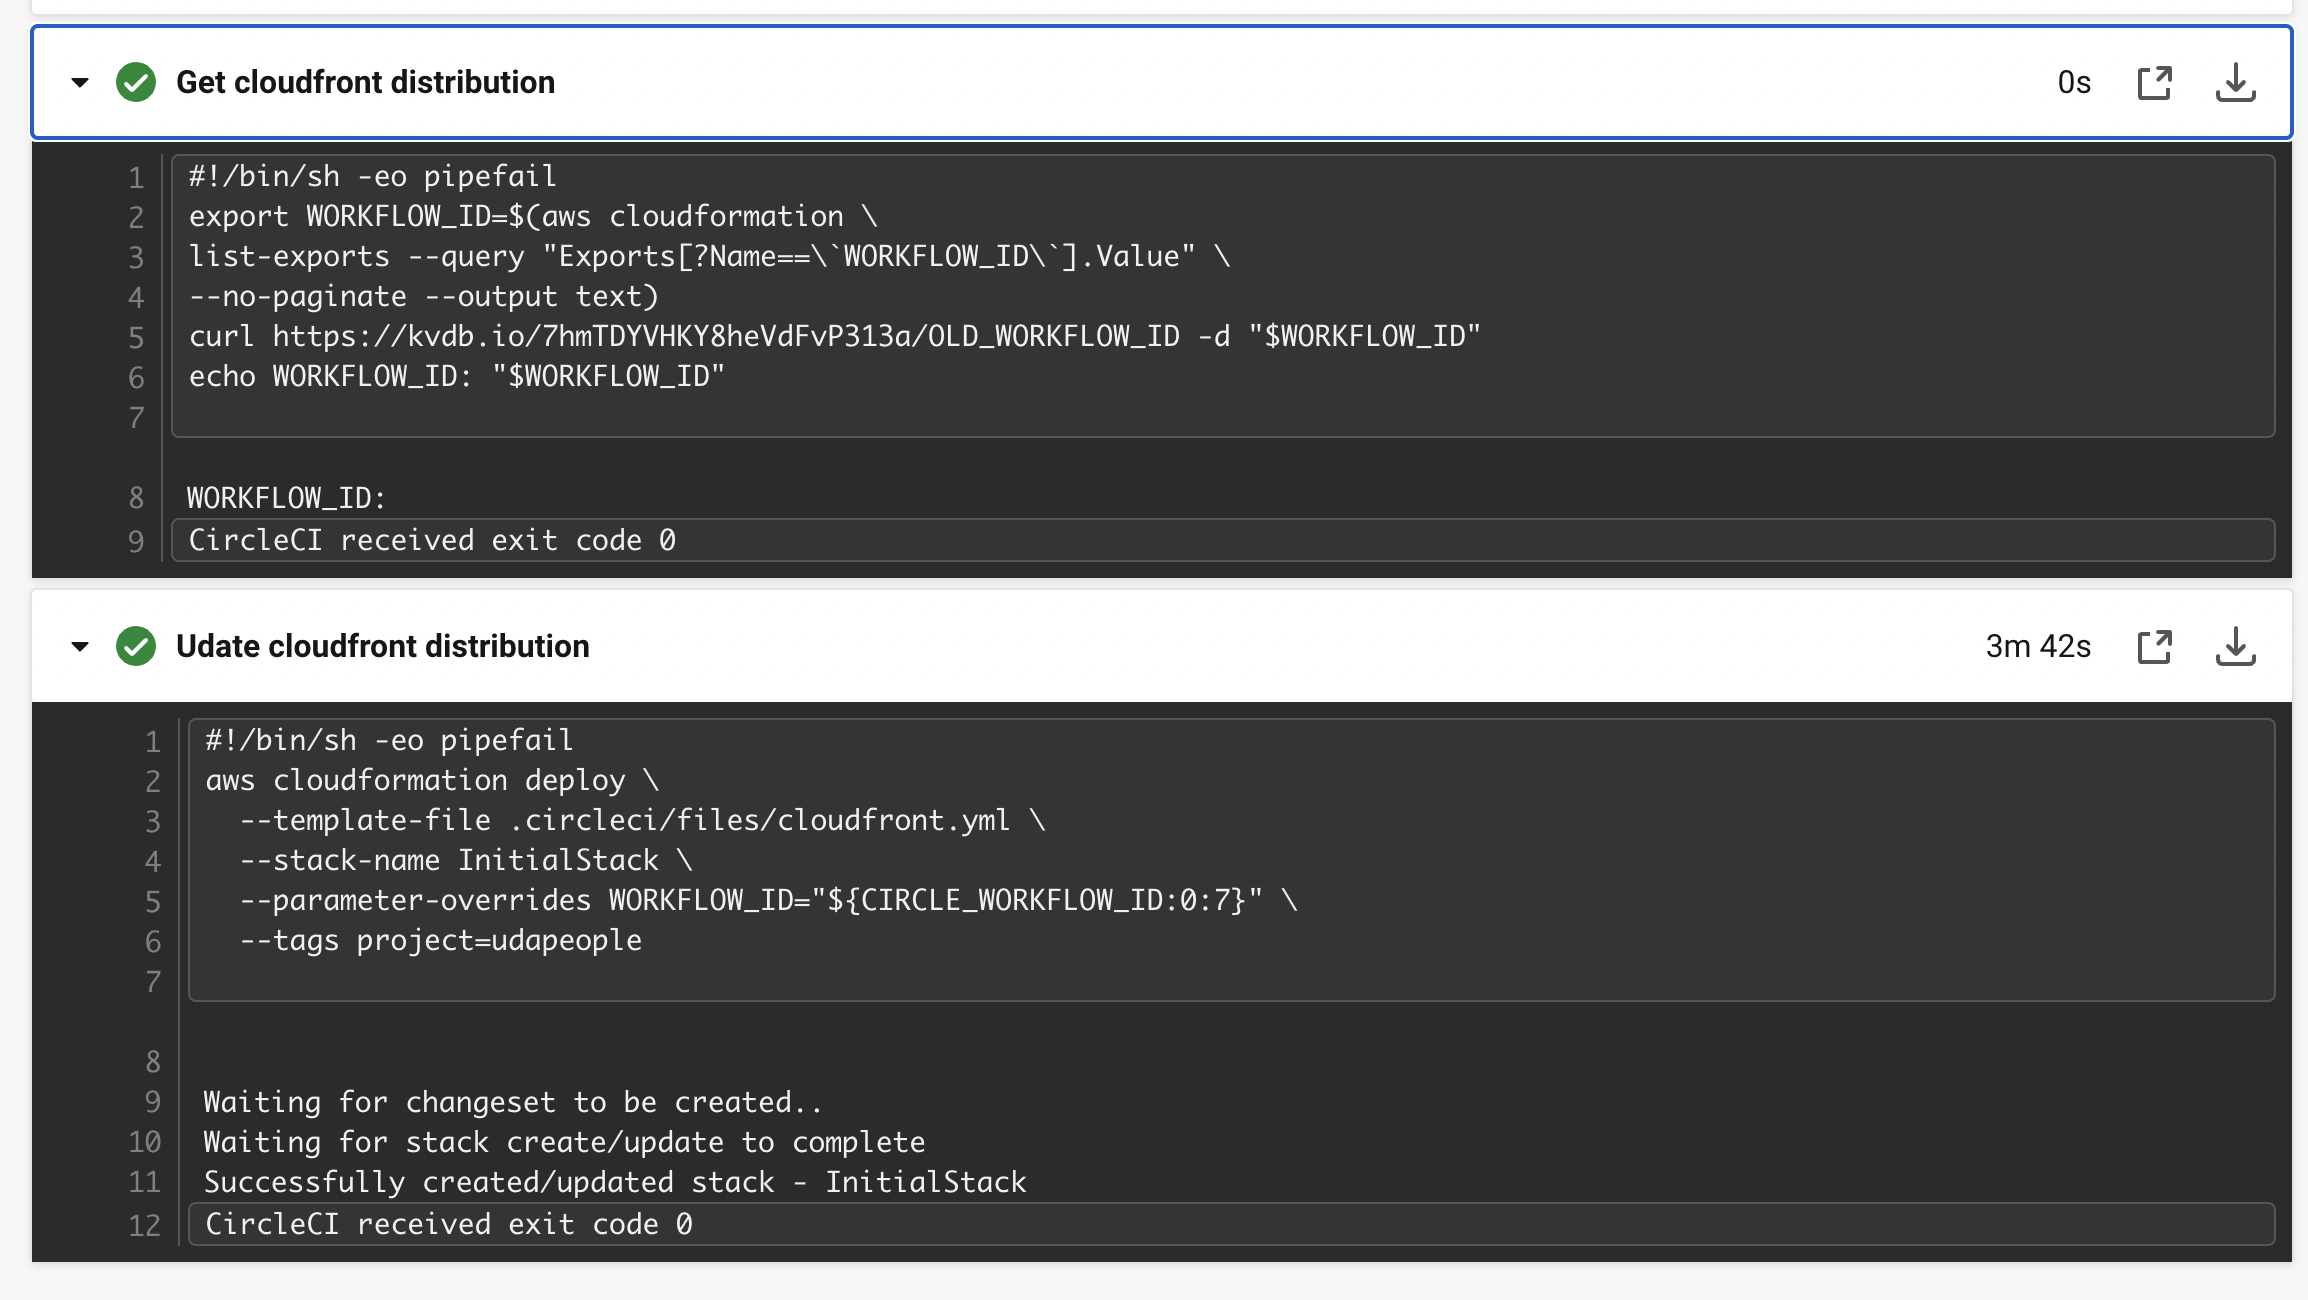 Get cloudfront distribution
0s
1 #!/bin/sh -eo pipefail
2 export WORKFLOW_ID=$(aws cloudformation \
3 list-exports --query "Exports[?Name==\`WORKFLOW_ID\`].Value" \
4 --no-paginate --output text)
5 curl https://kvdb.io/7hmTDYVHKY8heVdFvP313a/OLD_WORKFLOW_ID -d "$WORKFLOW_ID"
6 echo WORKFLOW_ID: "$WORKFLOW_ID"
7
8 WORKFLOW_ID:
9 CircleCI received exit code 0
Udate cloudfront distribution
3m 42s
1 #!/bin/sh -eo pipefail
2 aws cloudformation deploy \
3   --template-file .circleci/files/cloudfront.yml \
4   --stack-name InitialStack \
5   --parameter-overrides WORKFLOW_ID="${CIRCLE_WORKFLOW_ID:0:7}" \
6   --tags project=udapeople
7
8
9 Waiting for changeset to be created..
10 Waiting for stack create/update to complete
11 Successfully created/updated stack - InitialStack
12 CircleCI received exit code 0